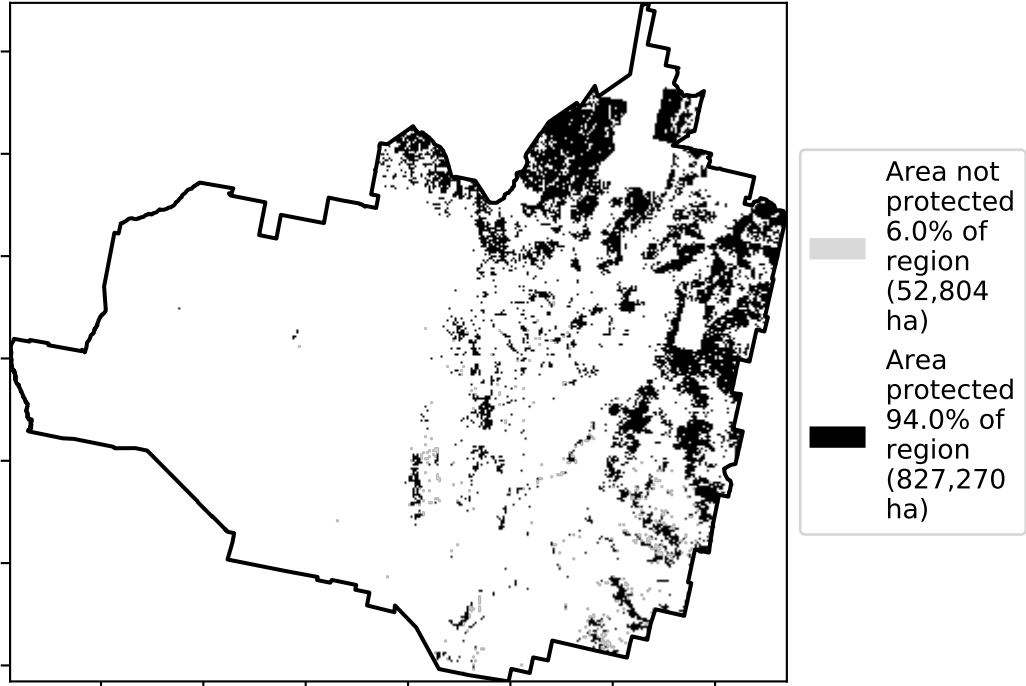 Area not
protected
6.0% of
region
(52,804
ha)
Area
protected
94.0% of
region
(827,270
ha)